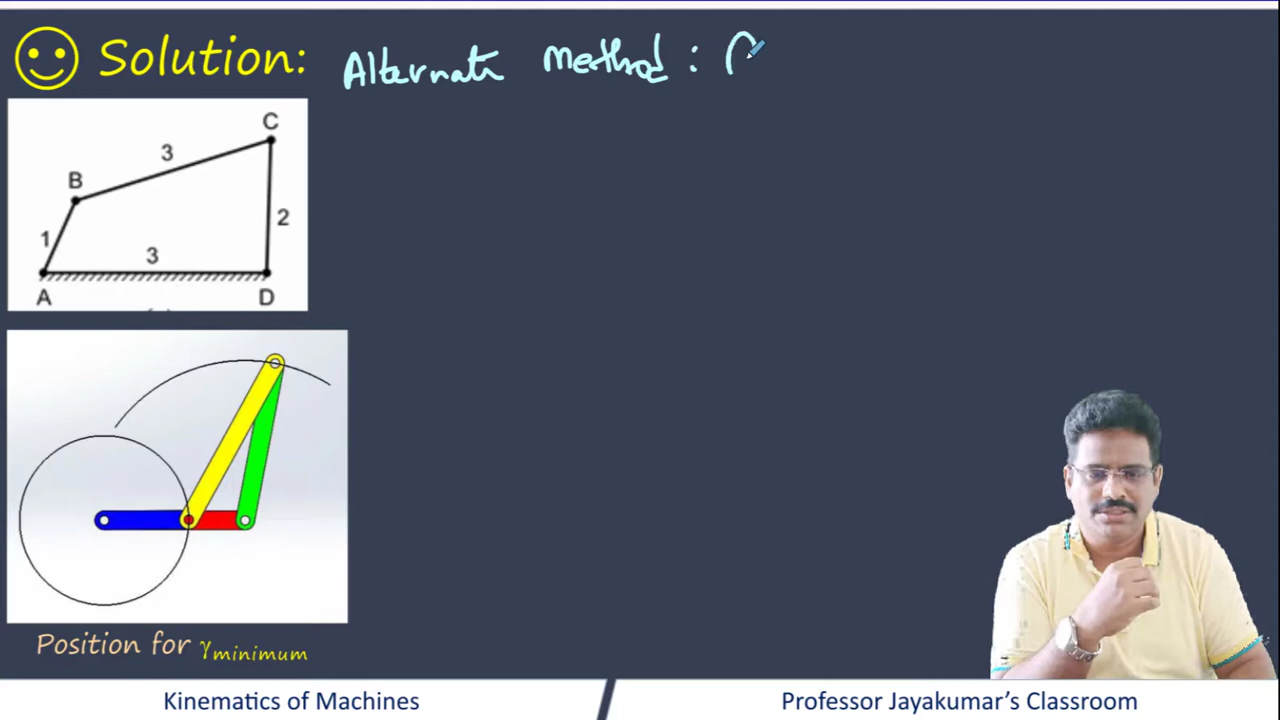 Solution:
Alternate Method : (
C
3
B
1
2
3
A
D
Position for γminimum
Kinematics of Machines
Professor Jayakumar's Classroom